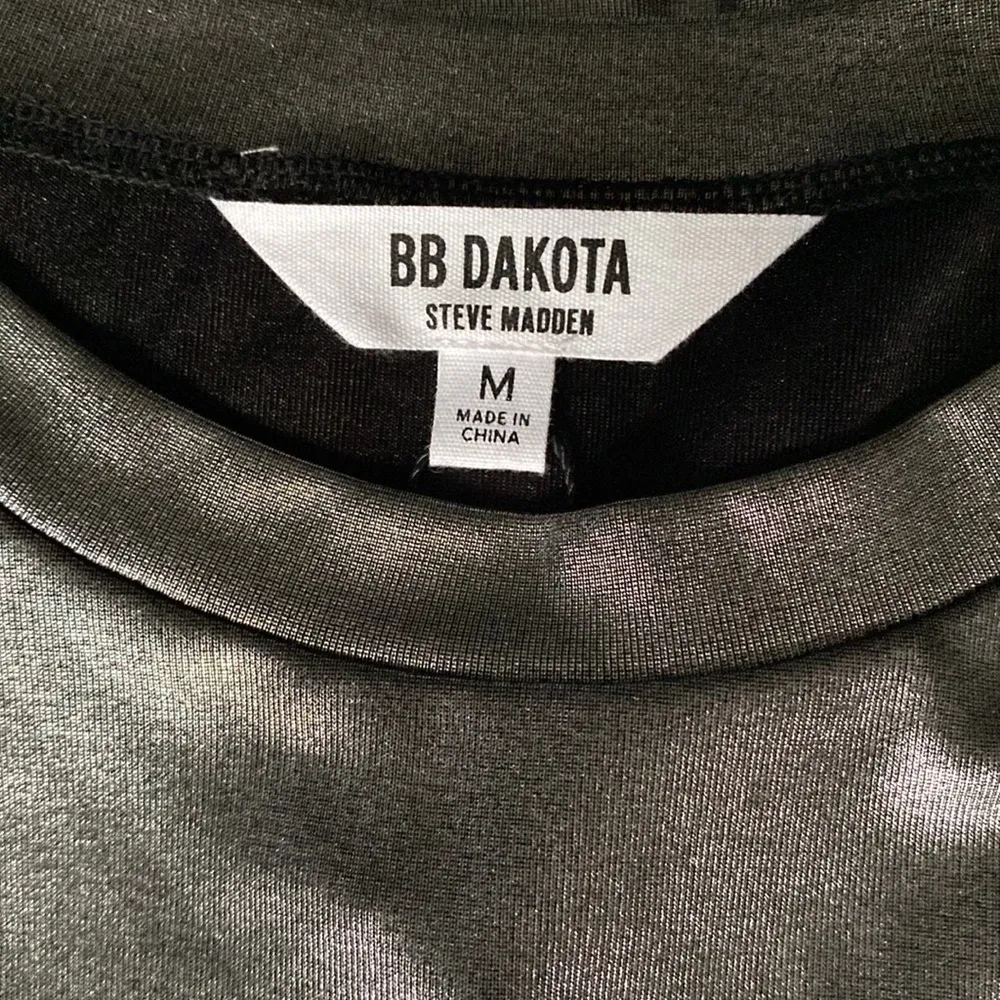 BB DAKOTA
STEVE MADDEN
M
MADE IN
CHINA